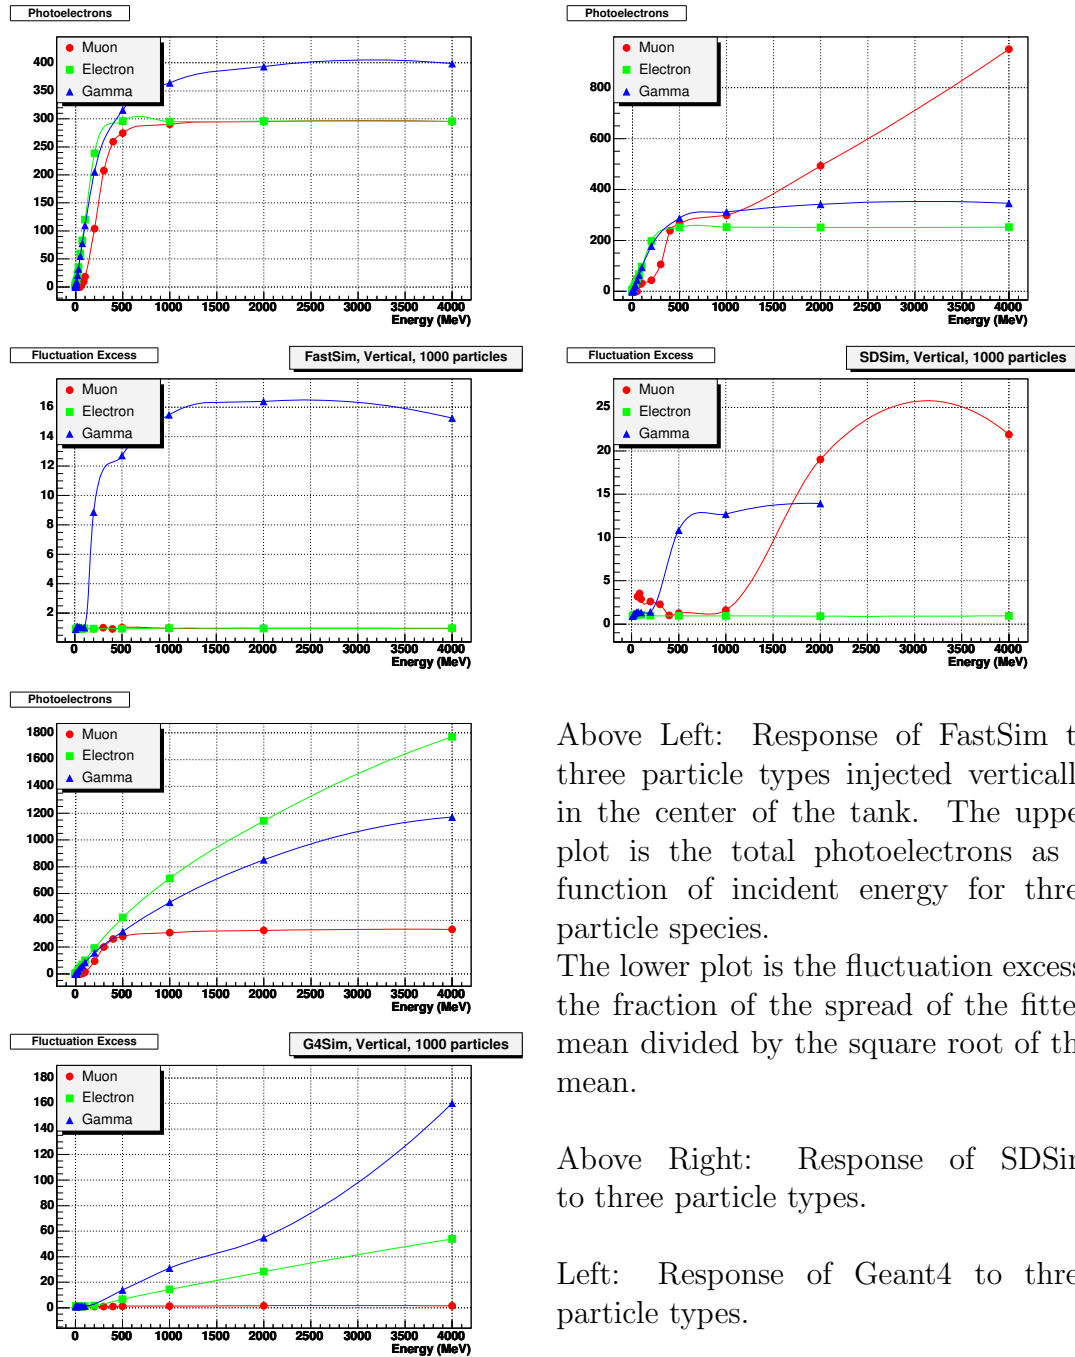 Photoelectrons
Muon
Electron
Gamma
400
350
300
250
200
150
100
50
0
0 500 1000 1500 2000 2500 3000 3500 4000
Energy (MeV)
Fluctuation Excess
FastSim, Vertical, 1000 particles
Muon
Electron
Gamma
16
14
12
10
8
6
4
2
0 500 1000 1500 2000 2500 3000 3500 4000
Energy (MeV)
Photoelectrons
Muon
Electron
Gamma
800
600
400
200
0
0 500 1000 1500 2000 2500 3000 3500 4000
Energy (MeV)
Fluctuation Excess
SDSim, Vertical, 1000 particles
Muon
Electron
Gamma
25
20
15
10
5
0
0 500 1000 1500 2000 2500 3000 3500 4000
Energy (MeV)
Photoelectrons
Muon
Electron
Gamma
1800
1600
1400
1200
1000
800
600
400
200
0
0 500 1000 1500 2000 2500 3000 3500 4000
Energy (MeV)
Fluctuation Excess
G4Sim, Vertical, 1000 particles
Muon
Electron
Gamma
180
160
140
120
100
80
60
40
20
0
0 500 1000 1500 2000 2500 3000 3500 4000
Energy (MeV)
Above Left: Response of FastSim t
three particle types injected verticall
in the center of the tank. The uppe
plot is the total photoelectrons as
function of incident energy for thre
particle species.
The lower plot is the fluctuation excess
the fraction of the spread of the fitte
mean divided by the square root of th
mean.
Above Right: Response of SDSim
to three particle types.
Left: Response of Geant4 to thre
particle types.